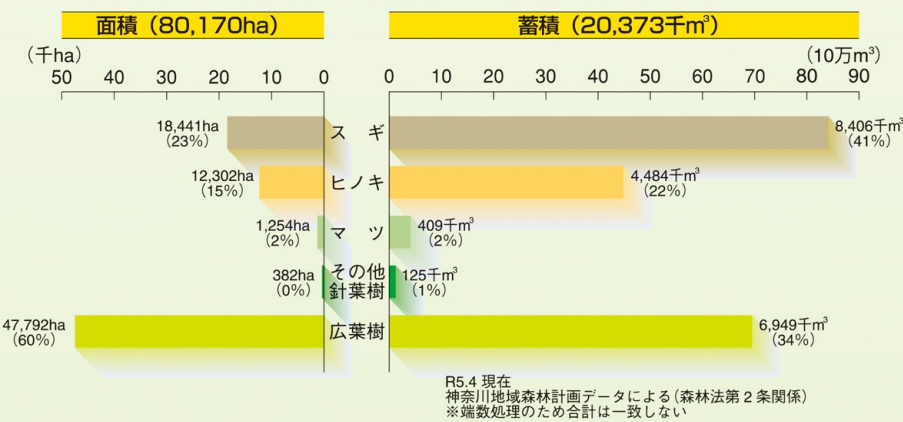 面積（80,170ha）
蓄積（20,373千m³）
（千ha）
50 40 30 20 10 0
（10万m³）
0 10 20 30 40 50 60 70 80 90
18,441ha
（23%）
スギ
8,406千m³
（41%）
12,302ha
（15%）
ヒノキ
4,484千m³
（22%）
1,254ha
（2%）
マツ
409千m³
（2%）
382ha
（0%）
その他
針葉樹
125千m³
（1%）
47,792ha
（60%）
広葉樹
6,949千m³
（34%）
R5.4 現在
神奈川地域森林計画データによる（森林法第2条関係）
※端数処理のため合計は一致しない